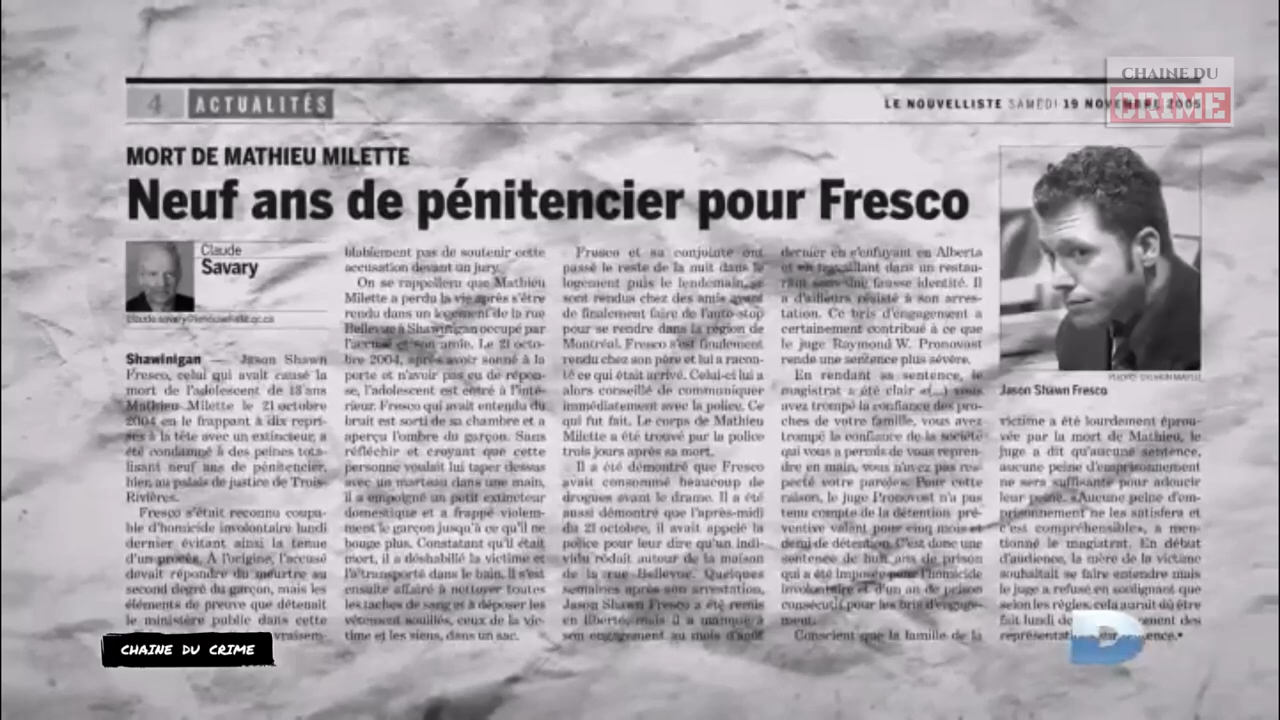 CHAINE DU
CRIME
4 ACTUALITÉS
LE NOUVELLISTE SAMEDI 19 NOVEMBRE 2005
MORT DE MATHIEU MILETTE
Neuf ans de pénitencier pour Fresco
Claude
Savary
Shawinigan — Jason Shawn
Fresco, celui qui avait causé la
mort de l'adolescent de 13 ans
Mathieu Milette le 21 octobre
2004 en le frappant à dix repri-
ses à la tête avec un extincteur, a
été condamné à des peines tota-
lisant neuf ans de pénitencier,
hier, au palais de justice de Trois-
Rivières.
Fresco s'était reconnu coupa-
ble d'homicide involontaire lundi
dernier évitant ainsi la tenue
d'un procès. À l'origine, l'accusé
devait répondre du meurtre au
second degré du garçon, mais les
éléments de preuve que détenait
le ministère public dans cette
vraisem-
blablement pas de soutenir cette
accusation devant un jury.
On se rappellera que Mathieu
Milette a perdu la vie après s'être
rendu dans un logement de la rue
Bellevue à Shawinigan occupé par
l'accusé et son amie. Le 21 octo-
bre 2004, après avoir sonné à la
porte et n'avoir pas eu de répon-
se, l'adolescent est entré à l'inté-
rieur. Fresco qui avait entendu du
bruit est sorti de sa chambre et a
aperçu l'ombre du garçon. Sans
réfléchir et croyant que cette
personne voulait lui taper dessus
avec un marteau dans une main,
il a empoigné un petit extincteur
domestique et a frappé violem-
ment le garçon jusqu'à ce qu'il ne
bouge plus. Constatant qu'il était
mort, il a déshabillé la victime et
l'a transporté dans le bain. Il s'est
ensuite affairé à nettoyer toutes
les taches de sang et à déposer les
vêtements souillés, ceux de la vic-
time et les siens, dans un sac.
Fresco et sa conjointe ont
passé le reste de la nuit dans le
logement puis le lendemain, se
sont rendus chez des amis avant
de finalement faire de l'auto-stop
pour se rendre dans la région de
Montréal. Fresco s'est finalement
rendu chez son père et lui a racon-
té ce qui était arrivé. Celui-ci lui a
alors conseillé de communiquer
immédiatement avec la police. Ce
qui fut fait. Le corps de Mathieu
Milette a été trouvé par la police
trois jours après sa mort.
Il a été démontré que Fresco
avait consommé beaucoup de
drogues avant le drame. Il a été
aussi démontré que l'après-midi
du 21 octobre, il avait appelé la
police pour leur dire qu'un indi-
vidu rôdait autour de la maison
de la rue Bellevue. Quelques
semaines après son arrestation,
Jason Shawn Fresco a été remis
en liberté, mais il a manqué à
son engagement au mois d'août
dernier en s'enfuyant en Alberta
et en travaillant dans un restau-
rant sous une fausse identité. Il
a d'ailleurs résisté à son arres-
tation. Ce bris d'engagement a
certainement contribué à ce que
le juge Raymond W. Pronovost
rende une sentence plus sévère.
En rendant sa sentence, le
magistrat a été clair «(...) vous
avez trompé la confiance des pro-
ches de votre famille, vous avez
trompé la confiance de la société
qui vous a permis de vous repren-
dre en main, vous n'avez pas res-
pecté votre parole». Pour cette
raison, le juge Pronovost n'a pas
tenu compte de la détention pré-
ventive valant pour cinq mois et
demi de détention. C'est donc une
sentence de huit ans de prison
qui a été imposée pour l'homicide
involontaire et d'un an de prison
consécutif pour les bris d'engage-
ment.
Conscient que la famille de la
Jason Shawn Fresco
victime a été lourdement éprou-
vée par la mort de Mathieu, le
juge a dit qu'aucune sentence,
aucune peine d'emprisonnement
ne sera suffisante pour adoucir
leur peine. «Aucune peine d'em-
prisonnement ne les satisfera et
c'est compréhensible», a men-
tionné le magistrat. En début
d'audience, la mère de la victime
souhaitait se faire entendre mais
le juge a refusé en soulignant que
selon les règles, cela aurait dû être
fait lundi
représentations sur sentence.•
CHAINE DU CRIME
D